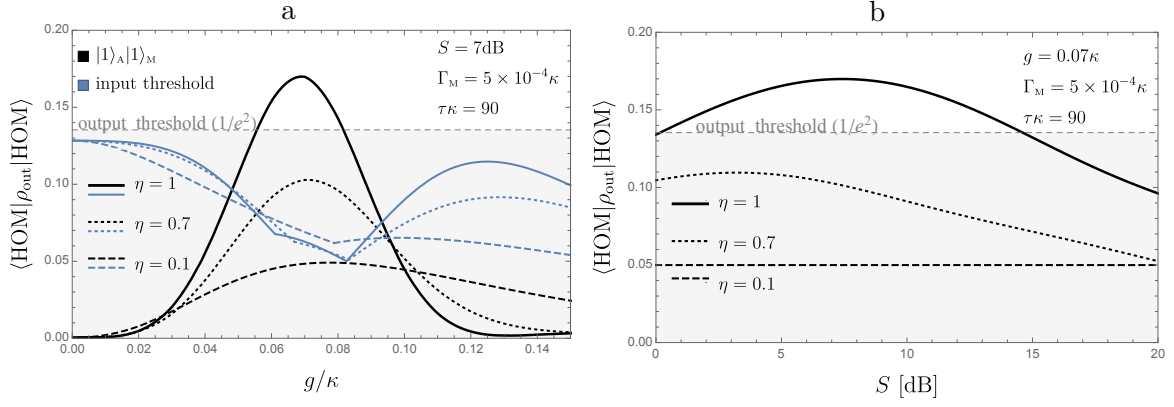 a
0.20
0.15
0.10
0.05
0.00
⟨HOM|ρout|HOM⟩
|1⟩A|1⟩M
input threshold
S = 7dB
ΓM = 5 × 10⁻⁴κ
τκ = 90
output threshold (1/e²)
η = 1
η = 0.7
η = 0.1
0.00 0.02 0.04 0.06 0.08 0.10 0.12 0.14
g/κ
b
0.20
0.15
0.10
0.05
0.00
⟨HOM|ρout|HOM⟩
g = 0.07κ
ΓM = 5 × 10⁻⁴κ
τκ = 90
output threshold (1/e²)
η = 1
η = 0.7
η = 0.1
0 5 10 15 20
S [dB]